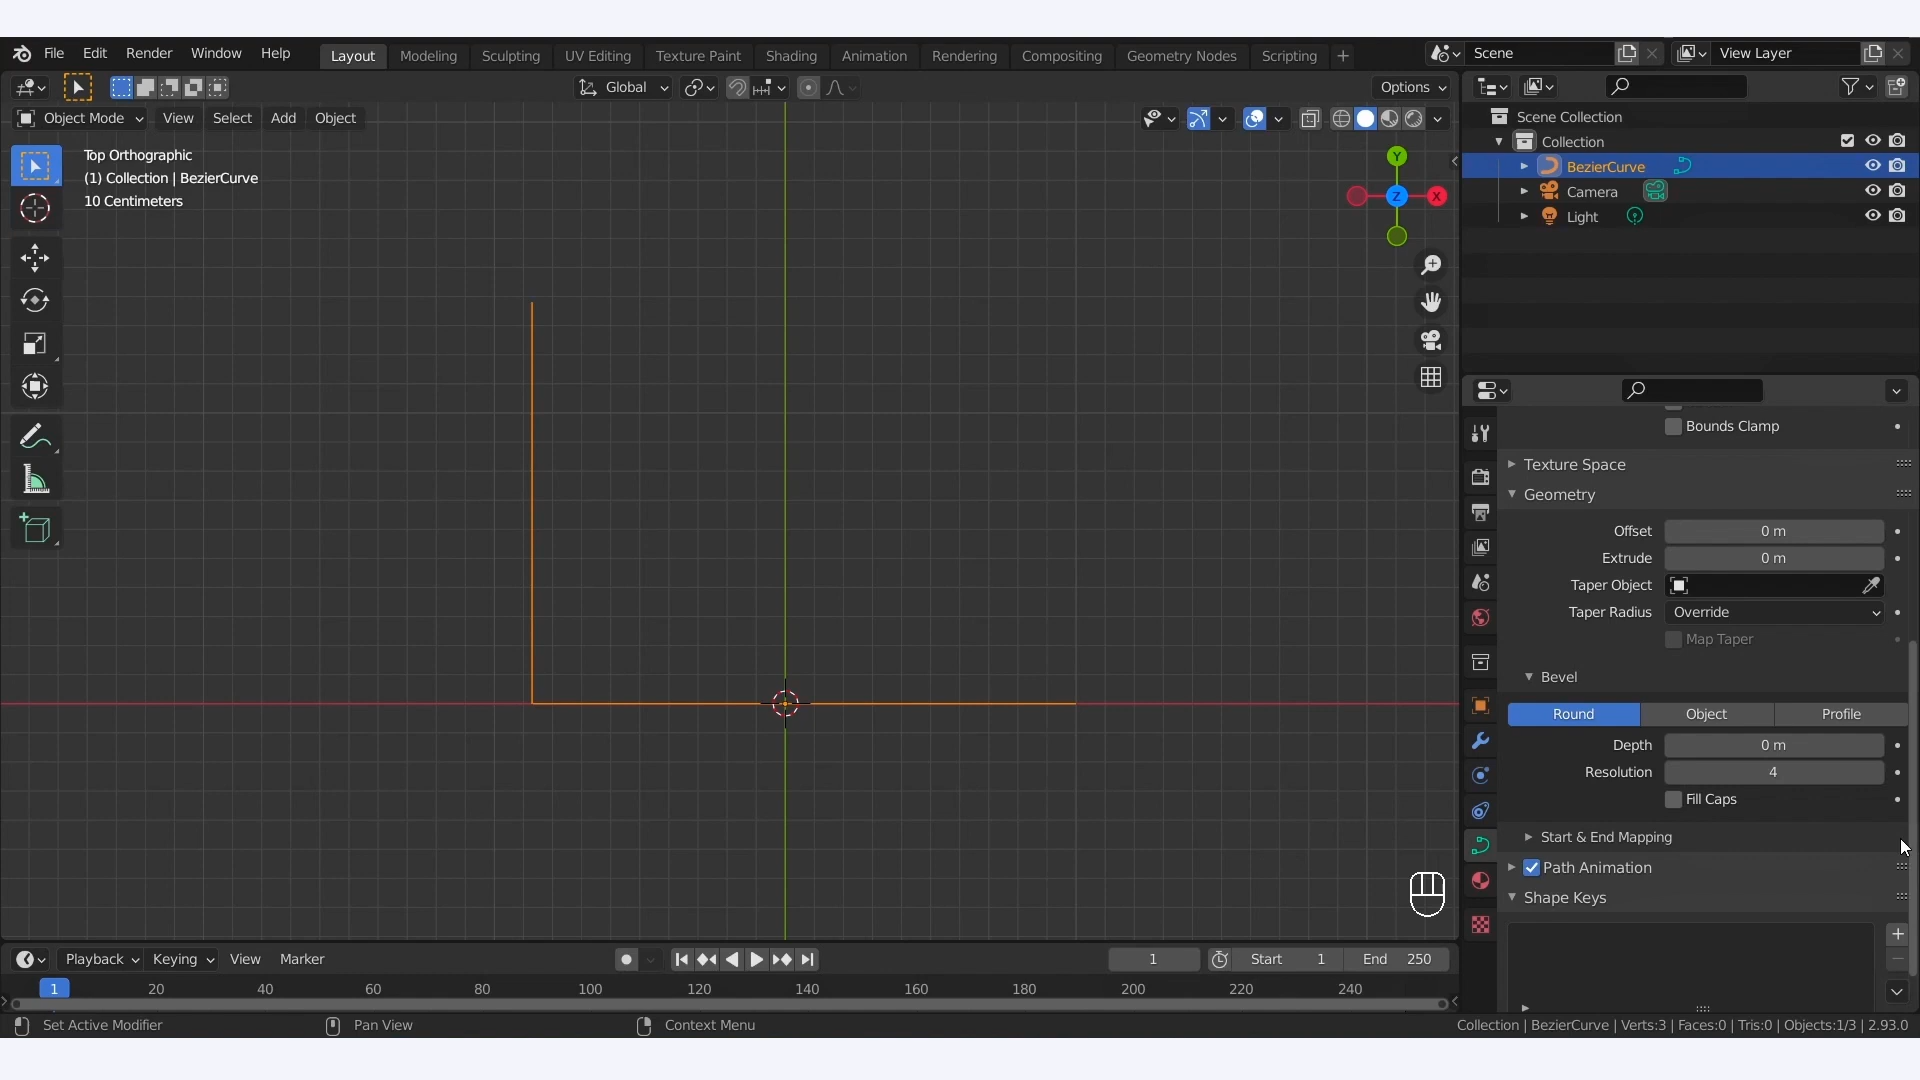 File Edit Render Window Help Layout Modeling Sculpting UV Editing Texture Paint Shading Animation Rendering Compositing Geometry Nodes Scripting + Scene View Layer
Global Options
Object Mode View Select Add Object
Scene Collection
Collection
BezierCurve
Camera
Light
Top Orthographic
(1) Collection | BezierCurve
10 Centimeters
Y
Z X
Bounds Clamp
Texture Space
Geometry
Offset 0 m
Extrude 0 m
Taper Object
Taper Radius Override
Map Taper
Bevel
Round Object Profile
Depth 0 m
Resolution 4
Fill Caps
Start & End Mapping
Path Animation
Shape Keys
Playback Keying View Marker 1 Start 1 End 250
1 20 40 60 80 100 120 140 160 180 200 220 240
Set Active Modifier Pan View Context Menu Collection | BezierCurve | Verts:3 | Faces:0 | Tris:0 | Objects:1/3 | 2.93.0